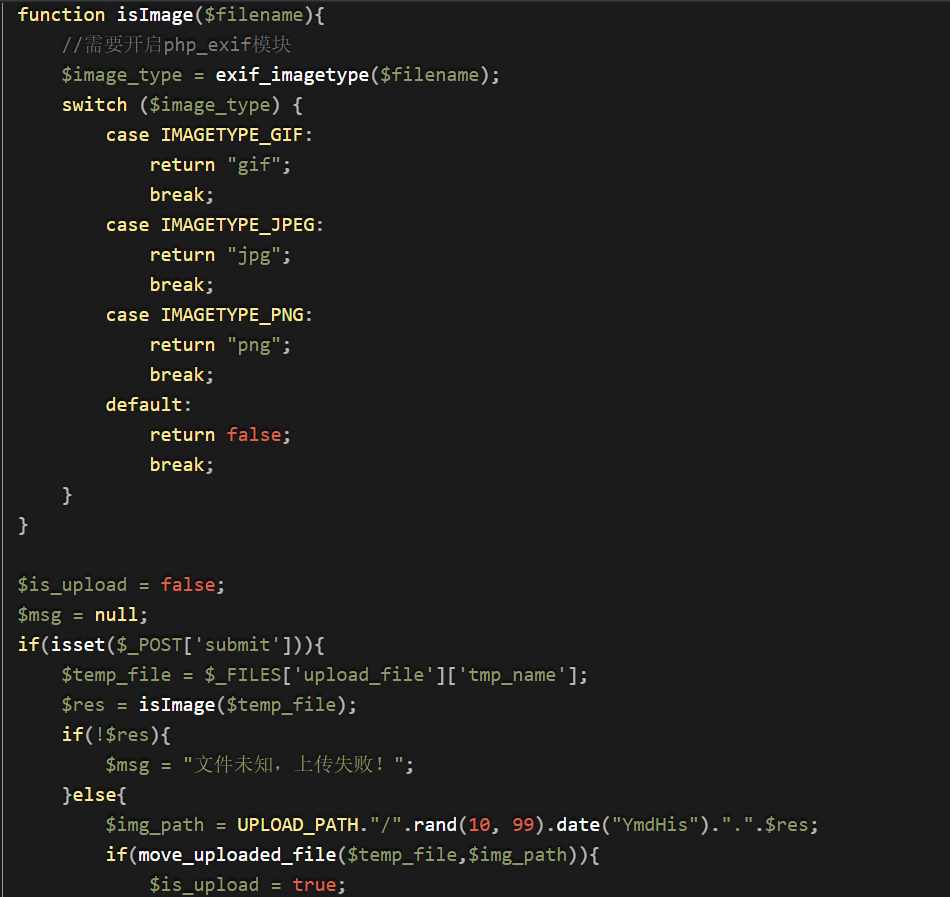 function isImage($filename){
    //需要开启php_exif模块
    $image_type = exif_imagetype($filename);
    switch ($image_type) {
        case IMAGETYPE_GIF:
            return "gif";
            break;
        case IMAGETYPE_JPEG:
            return "jpg";
            break;
        case IMAGETYPE_PNG:
            return "png";
            break;
        default:
            return false;
            break;
    }
}

$is_upload = false;
$msg = null;
if(isset($_POST['submit'])){
    $temp_file = $_FILES['upload_file']['tmp_name'];
    $res = isImage($temp_file);
    if(!$res){
        $msg = "文件未知，上传失败！";
    }else{
        $img_path = UPLOAD_PATH."/".rand(10, 99).date("YmdHis").".".$res;
        if(move_uploaded_file($temp_file,$img_path)){
            $is_upload = true;